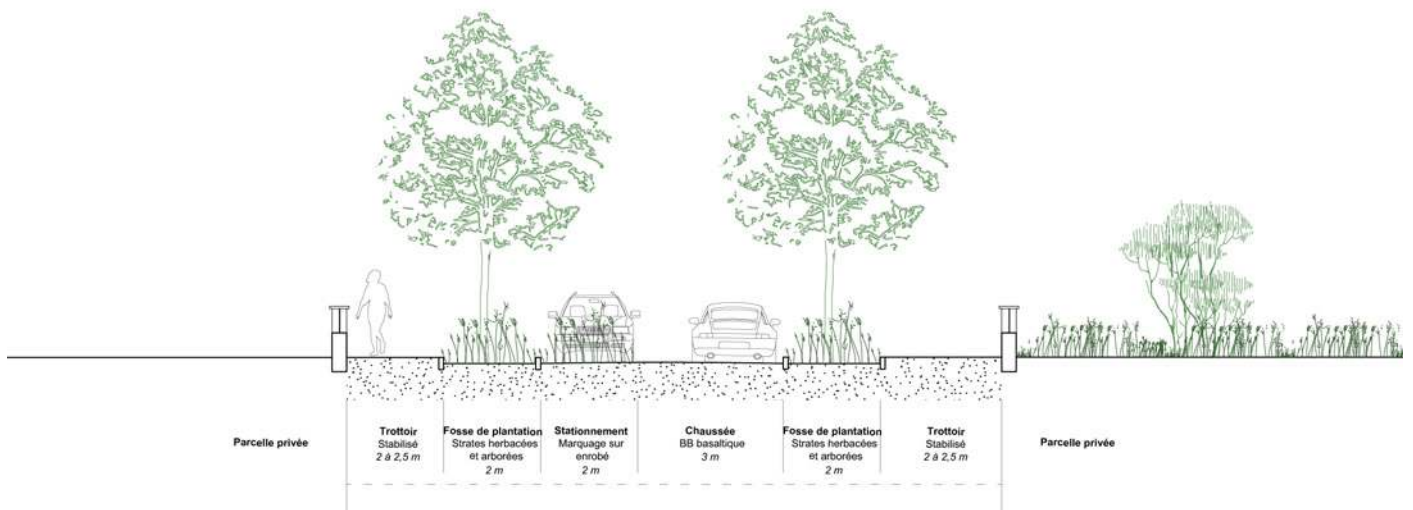 Parcelle privée
Trottoir
Stabilisé
2 à 2,5 m
Fosse de plantation
Strates herbacées
et arborées
2 m
Stationnement
Marquage sur
enrobé
2 m
Chaussée
BB basaltique
3 m
Fosse de plantation
Strates herbacées
et arborées
2 m
Trottoir
Stabilisé
2 à 2,5 m
Parcelle privée